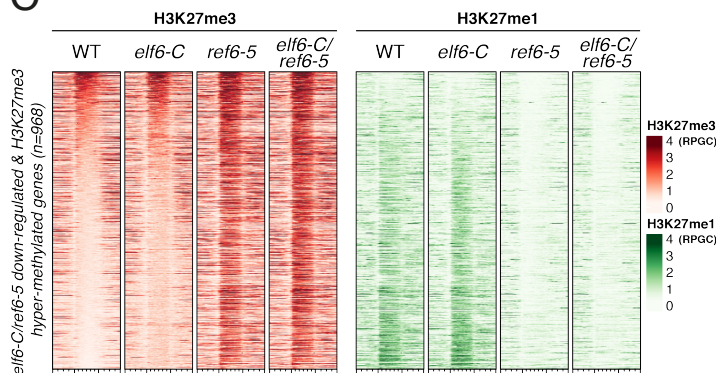 H3K27me3 H3K27me1
WT elf6-C ref6-5 elf6-C/ ref6-5 WT elf6-C ref6-5 elf6-C/ ref6-5
elf6-C/ref6-5 down-regulated & H3K27me3
hyper-methylated genes (n=968)
H3K27me3
4 (RPGC)
3
2
1
0
H3K27me1
4 (RPGC)
3
2
1
0